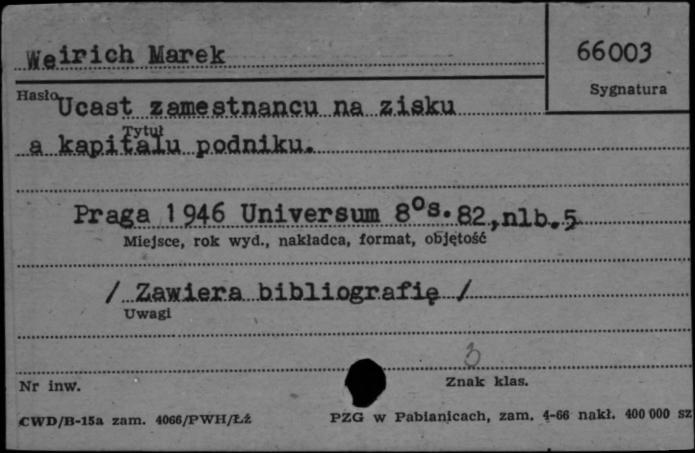 Weirich Marek
66003
Sygnatura
Hasło
Ucast zamestnancu na zisku
Tytuł
a kapitalu podniku.
Praga 1946 Universum 8°s. 82, nlb. 5
Miejsce, rok wyd., nakładca, format, objętość
/ Zawiera bibliografię /
Uwagi
3
Nr inw.
Znak klas.
CWD/B-15a zam. 4066/PWH/Łż
PZG w Pabianicach, zam. 4-66 nakł. 400 000 sz